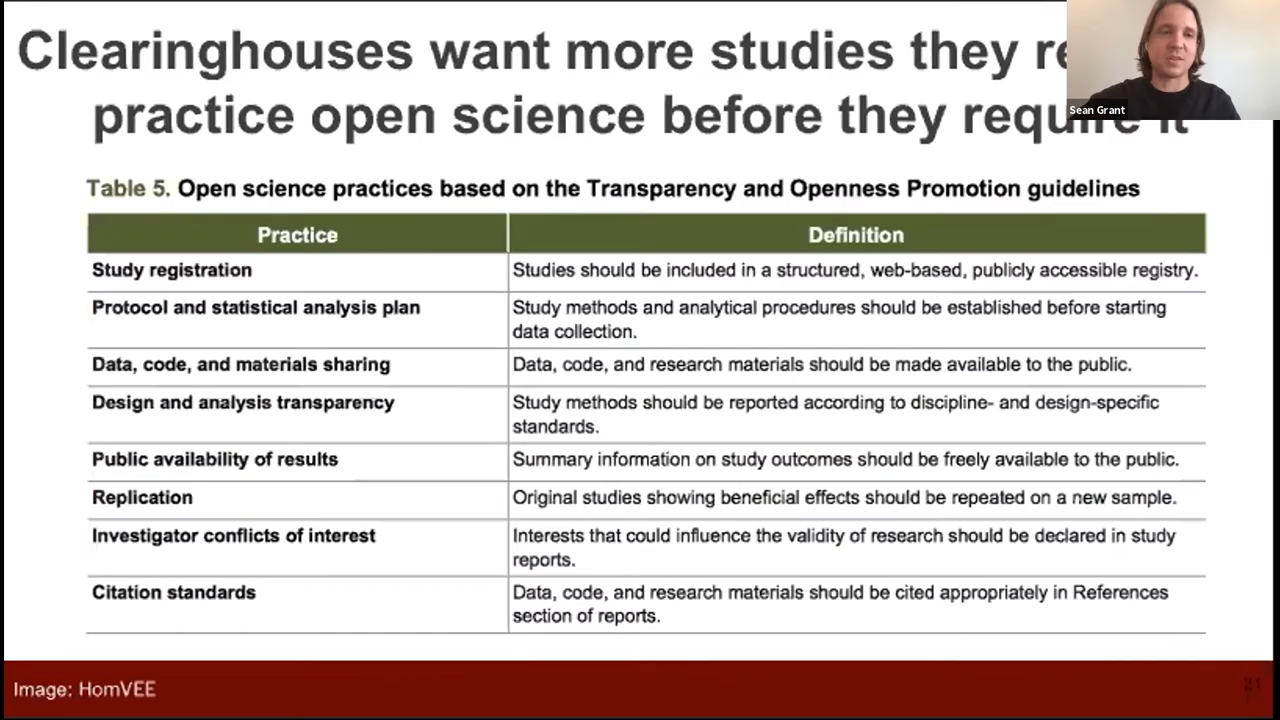 Clearinghouses want more studies they re
practice open science before they require it
Sean Grant
Table 5. Open science practices based on the Transparency and Openness Promotion guidelines
Practice Definition
Study registration Studies should be included in a structured, web-based, publicly accessible registry.
Protocol and statistical analysis plan Study methods and analytical procedures should be established before starting
data collection.
Data, code, and materials sharing Data, code, and research materials should be made available to the public.
Design and analysis transparency Study methods should be reported according to discipline- and design-specific
standards.
Public availability of results Summary information on study outcomes should be freely available to the public.
Replication Original studies showing beneficial effects should be repeated on a new sample.
Investigator conflicts of interest Interests that could influence the validity of research should be declared in study
reports.
Citation standards Data, code, and research materials should be cited appropriately in References
section of reports.
Image: HomVEE